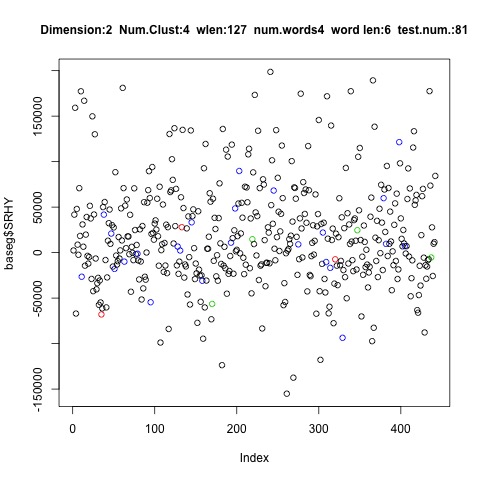 Dimension:2 Num.Clust:4 wlen:127 num.words4 word len:6 test.num.:81
baseg$SRHY
150000
50000
0
-50000
-150000
0 100 200 300 400
Index